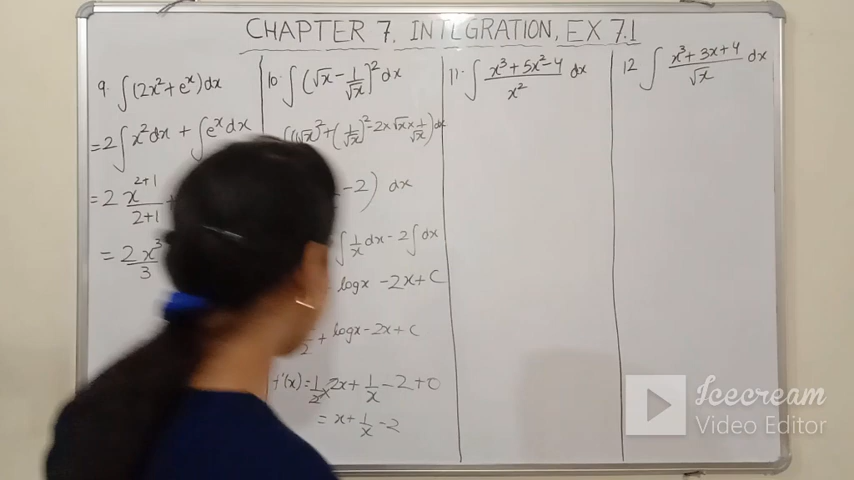 CHAPTER 7. INTEGRATION, EX 7.1
9. ∫(2x²+eˣ)dx
=2∫x²dx + ∫eˣdx
=2 x²⁺¹/2+1
= 2x³/3
10. ∫(√x - 1/√x)² dx
((√x)²+(1/√x)²-2×√x×1/√x)dx
-2) dx
∫1/x dx - 2∫dx
logx - 2x + C
2 + logx - 2x + C
(x) = 1/2 × 2x + 1/x - 2 + 0
= x + 1/x - 2
11. ∫ x³+5x²-4/x² dx
12 ∫ x³+3x+4/√x dx
Icecream
Video Editor